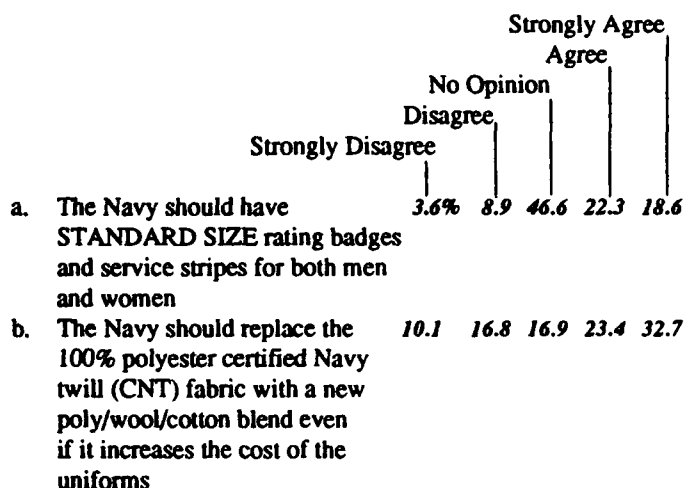 Strongly Agree
Agree
No Opinion
Disagree
Strongly Disagree
a. The Navy should have 3.6% 8.9 46.6 22.3 18.6
STANDARD SIZE rating badges
and service stripes for both men
and women
b. The Navy should replace the 10.1 16.8 16.9 23.4 32.7
100% polyester certified Navy
twill (CNT) fabric with a new
poly/wool/cotton blend even
if it increases the cost of the
uniforms